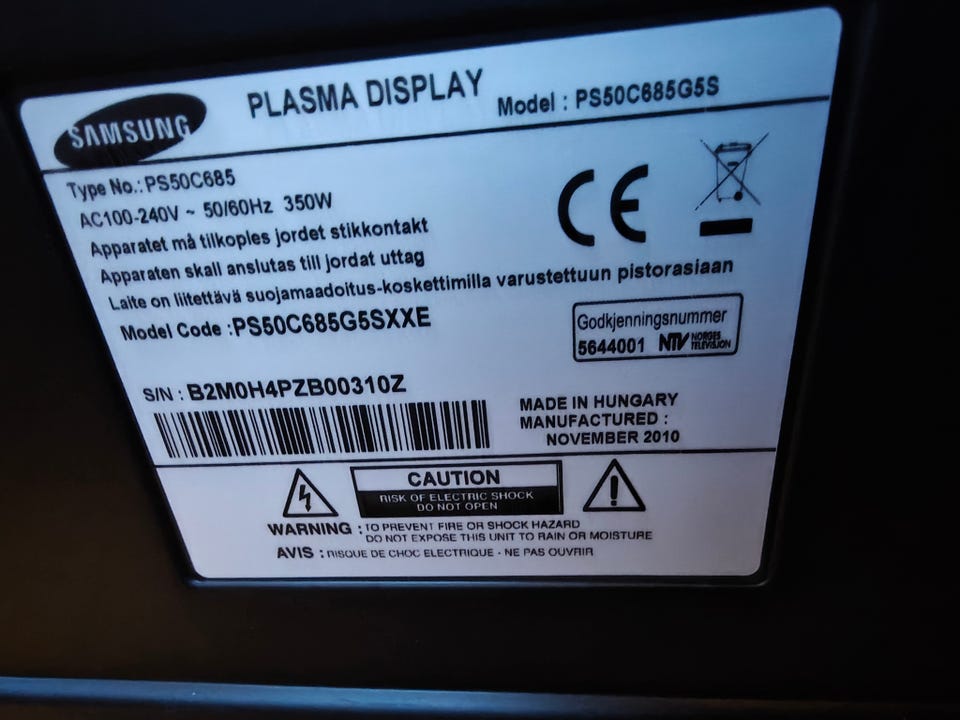 SAMSUNG
PLASMA DISPLAY
Model : PS50C685G5S
Type No.: PS50C685
AC100-240V ~ 50/60Hz 350W
Apparatet må tilkoples jordet stikkontakt
Apparaten skall anslutas till jordat uttag
Laite on liitettävä suojamaadoitus-koskettimilla varustettuun pistorasiaan
Model Code :PS50C685G5SXXE
Godkjenningsnummer
5644001 NTV NORGES TELEVISJON
S/N : B2M0H4PZB00310Z
MADE IN HUNGARY
MANUFACTURED :
NOVEMBER 2010
CAUTION
RISK OF ELECTRIC SHOCK
DO NOT OPEN
WARNING : TO PREVENT FIRE OR SHOCK HAZARD
DO NOT EXPOSE THIS UNIT TO RAIN OR MOISTURE
AVIS : RISQUE DE CHOC ELECTRIQUE - NE PAS OUVRIR